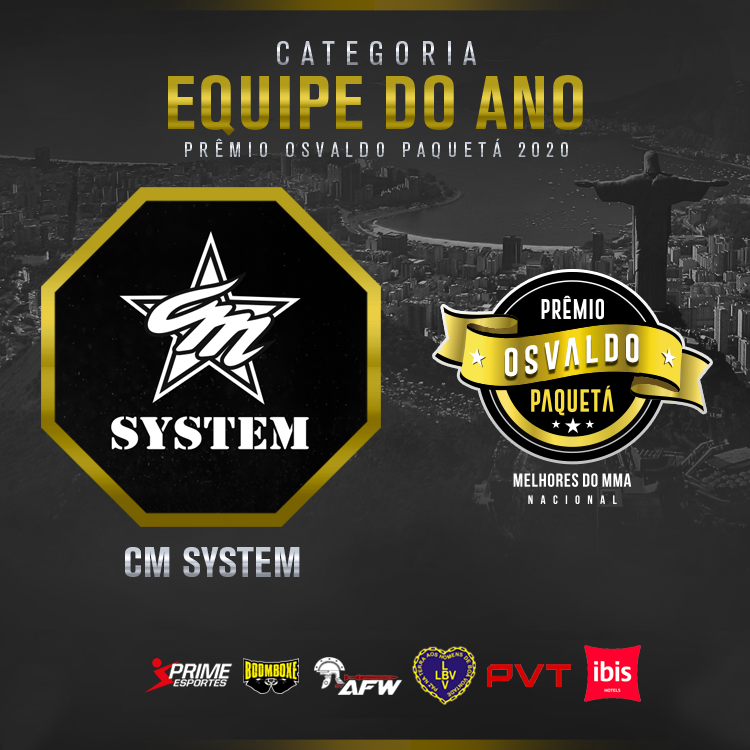 CATEGORIA
EQUIPE DO ANO
PRÊMIO OSVALDO PAQUETÁ 2020
CM
SYSTEM
PRÊMIO
OSVALDO
PAQUETÁ
MELHORES DO MMA
NACIONAL
CM SYSTEM
PRIME
ESPORTES
BOOMBOXE
AFW
LBV
PVT
ibis
HOTELS